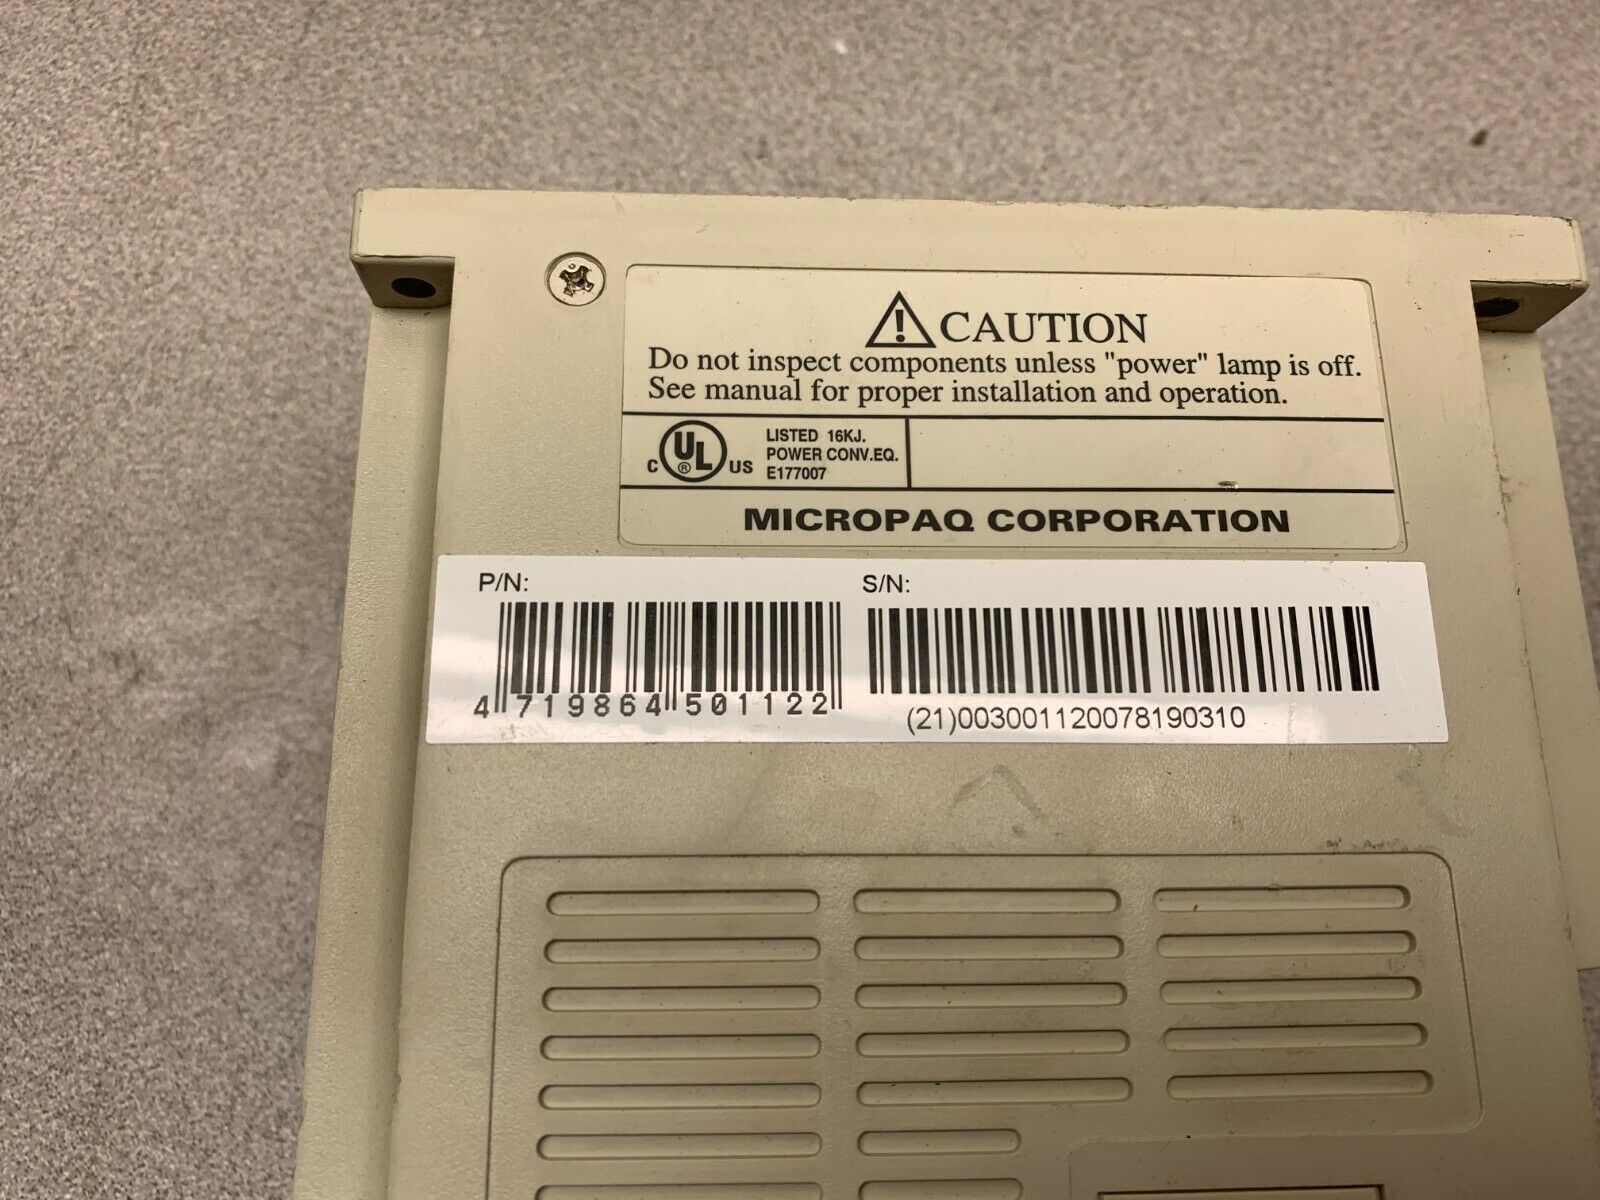 CAUTION
Do not inspect components unless "power" lamp is off.
See manual for proper installation and operation.
C UL ® US
LISTED 16KJ.
POWER CONV.EQ.
E177007
MICROPAQ CORPORATION
P/N:
4 719864 501122
S/N:
(21)003001120078190310